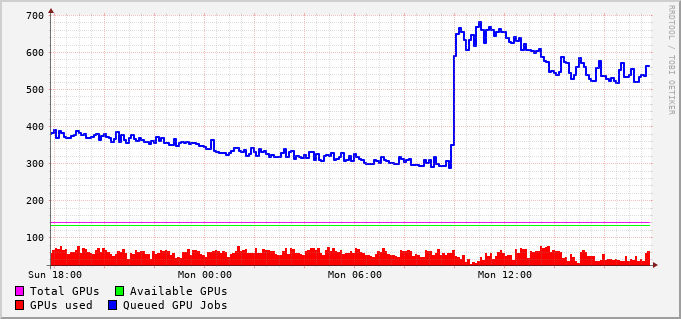 700
600
500
400
300
200
100
Sun 18:00 Mon 00:00 Mon 06:00 Mon 12:00
Total GPUs Available GPUs
GPUs used Queued GPU Jobs
RRDTOOL / TOBI OETIKER